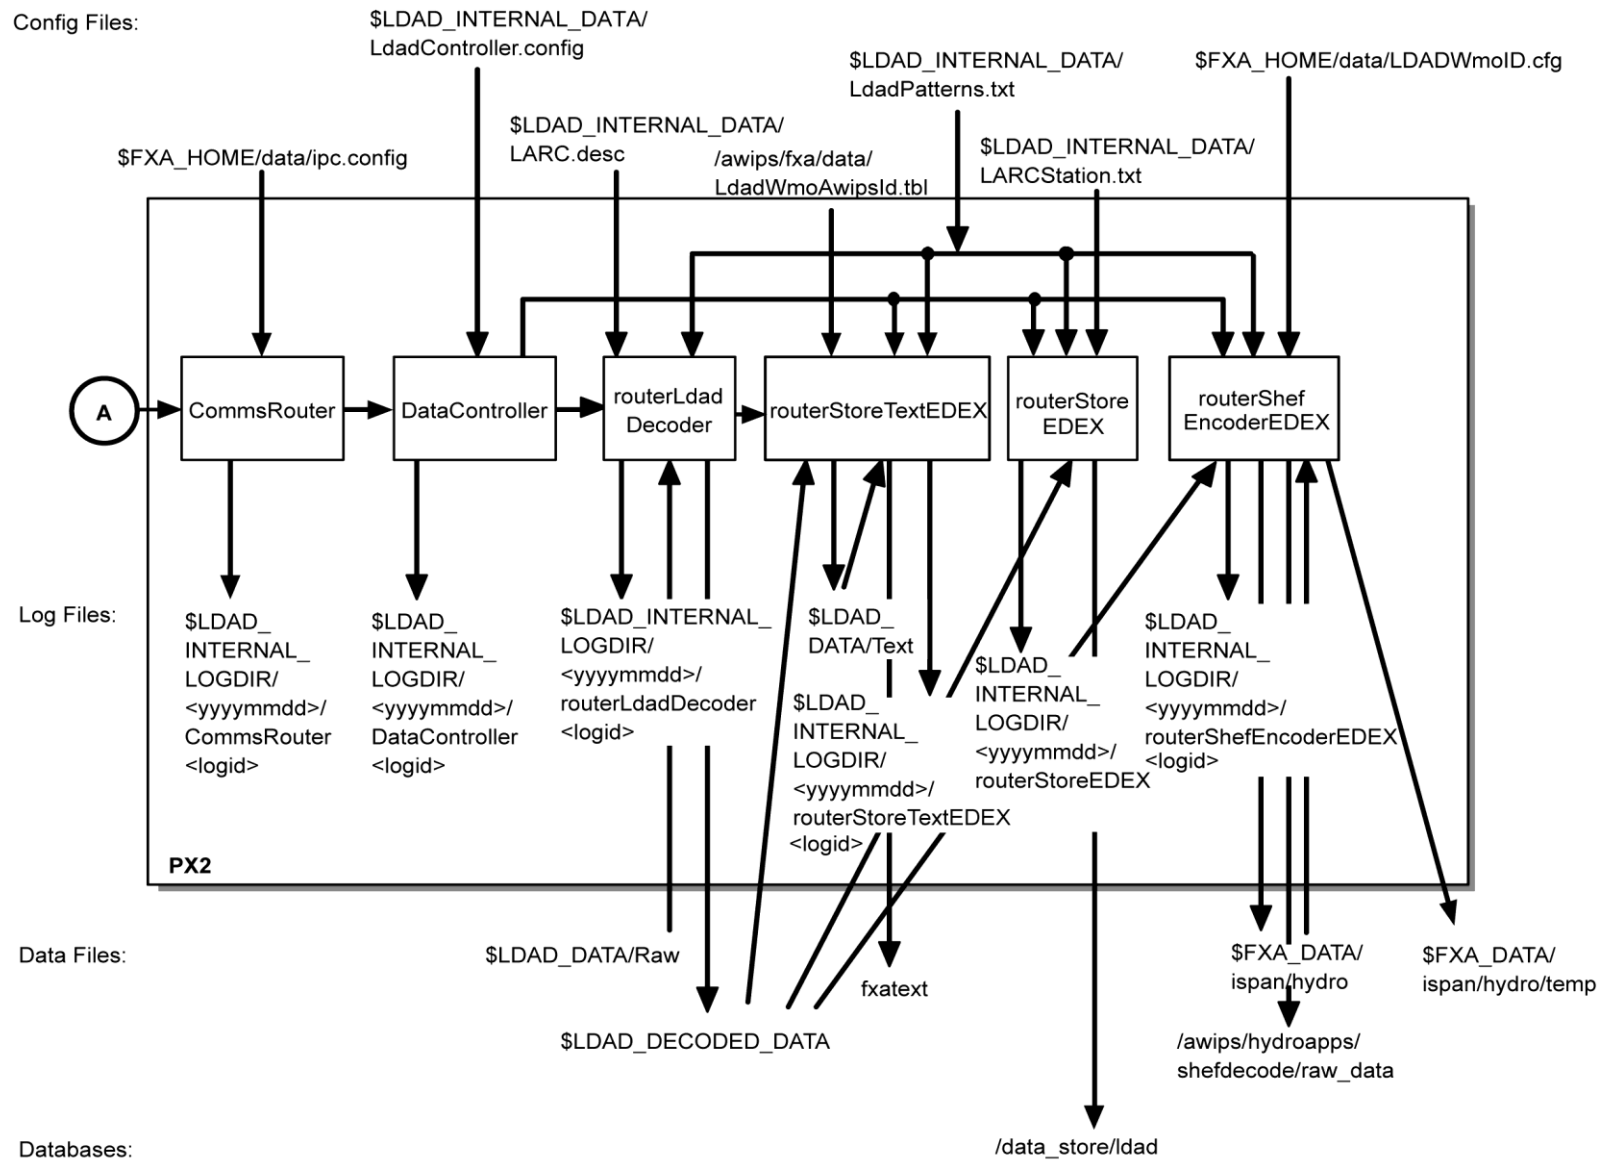 Config Files:
$LDAD_INTERNAL_DATA/
LdadController.config
$LDAD_INTERNAL_DATA/
LdadPatterns.txt
$FXA_HOME/data/LDADWmoID.cfg
$LDAD_INTERNAL_DATA/
LARC.desc
$FXA_HOME/data/ipc.config
/awips/fxa/data/
LdadWmoAwipsId.tbl
$LDAD_INTERNAL_DATA/
LARCStation.txt
A
CommsRouter
DataController
routerLdad
Decoder
routerStoreTextEDEX
routerStore
EDEX
routerShef
EncoderEDEX
Log Files:
$LDAD_
INTERNAL_
LOGDIR/
<yyyymmdd>/
CommsRouter
<logid>
$LDAD_
INTERNAL_
LOGDIR/
<yyyymmdd>/
DataController
<logid>
$LDAD_INTERNAL_
LOGDIR/
<yyyymmdd>/
routerLdadDecoder
<logid>
$LDAD_
DATA/Text
$LDAD_
INTERNAL_
LOGDIR/
<yyyymmdd>/
routerStoreTextEDEX
<logid>
$LDAD_
INTERNAL_
LOGDIR/
<yyyymmdd>/
routerStoreEDEX
$LDAD_
INTERNAL_
LOGDIR/
<yyyymmdd>/
routerShefEncoderEDEX
<logid>
PX2
Data Files:
$LDAD_DATA/Raw
$LDAD_DECODED_DATA
fxatext
$FXA_DATA/
ispan/hydro
$FXA_DATA/
ispan/hydro/temp
/awips/hydroapps/
shefdecode/raw_data
Databases:
/data_store/ldad